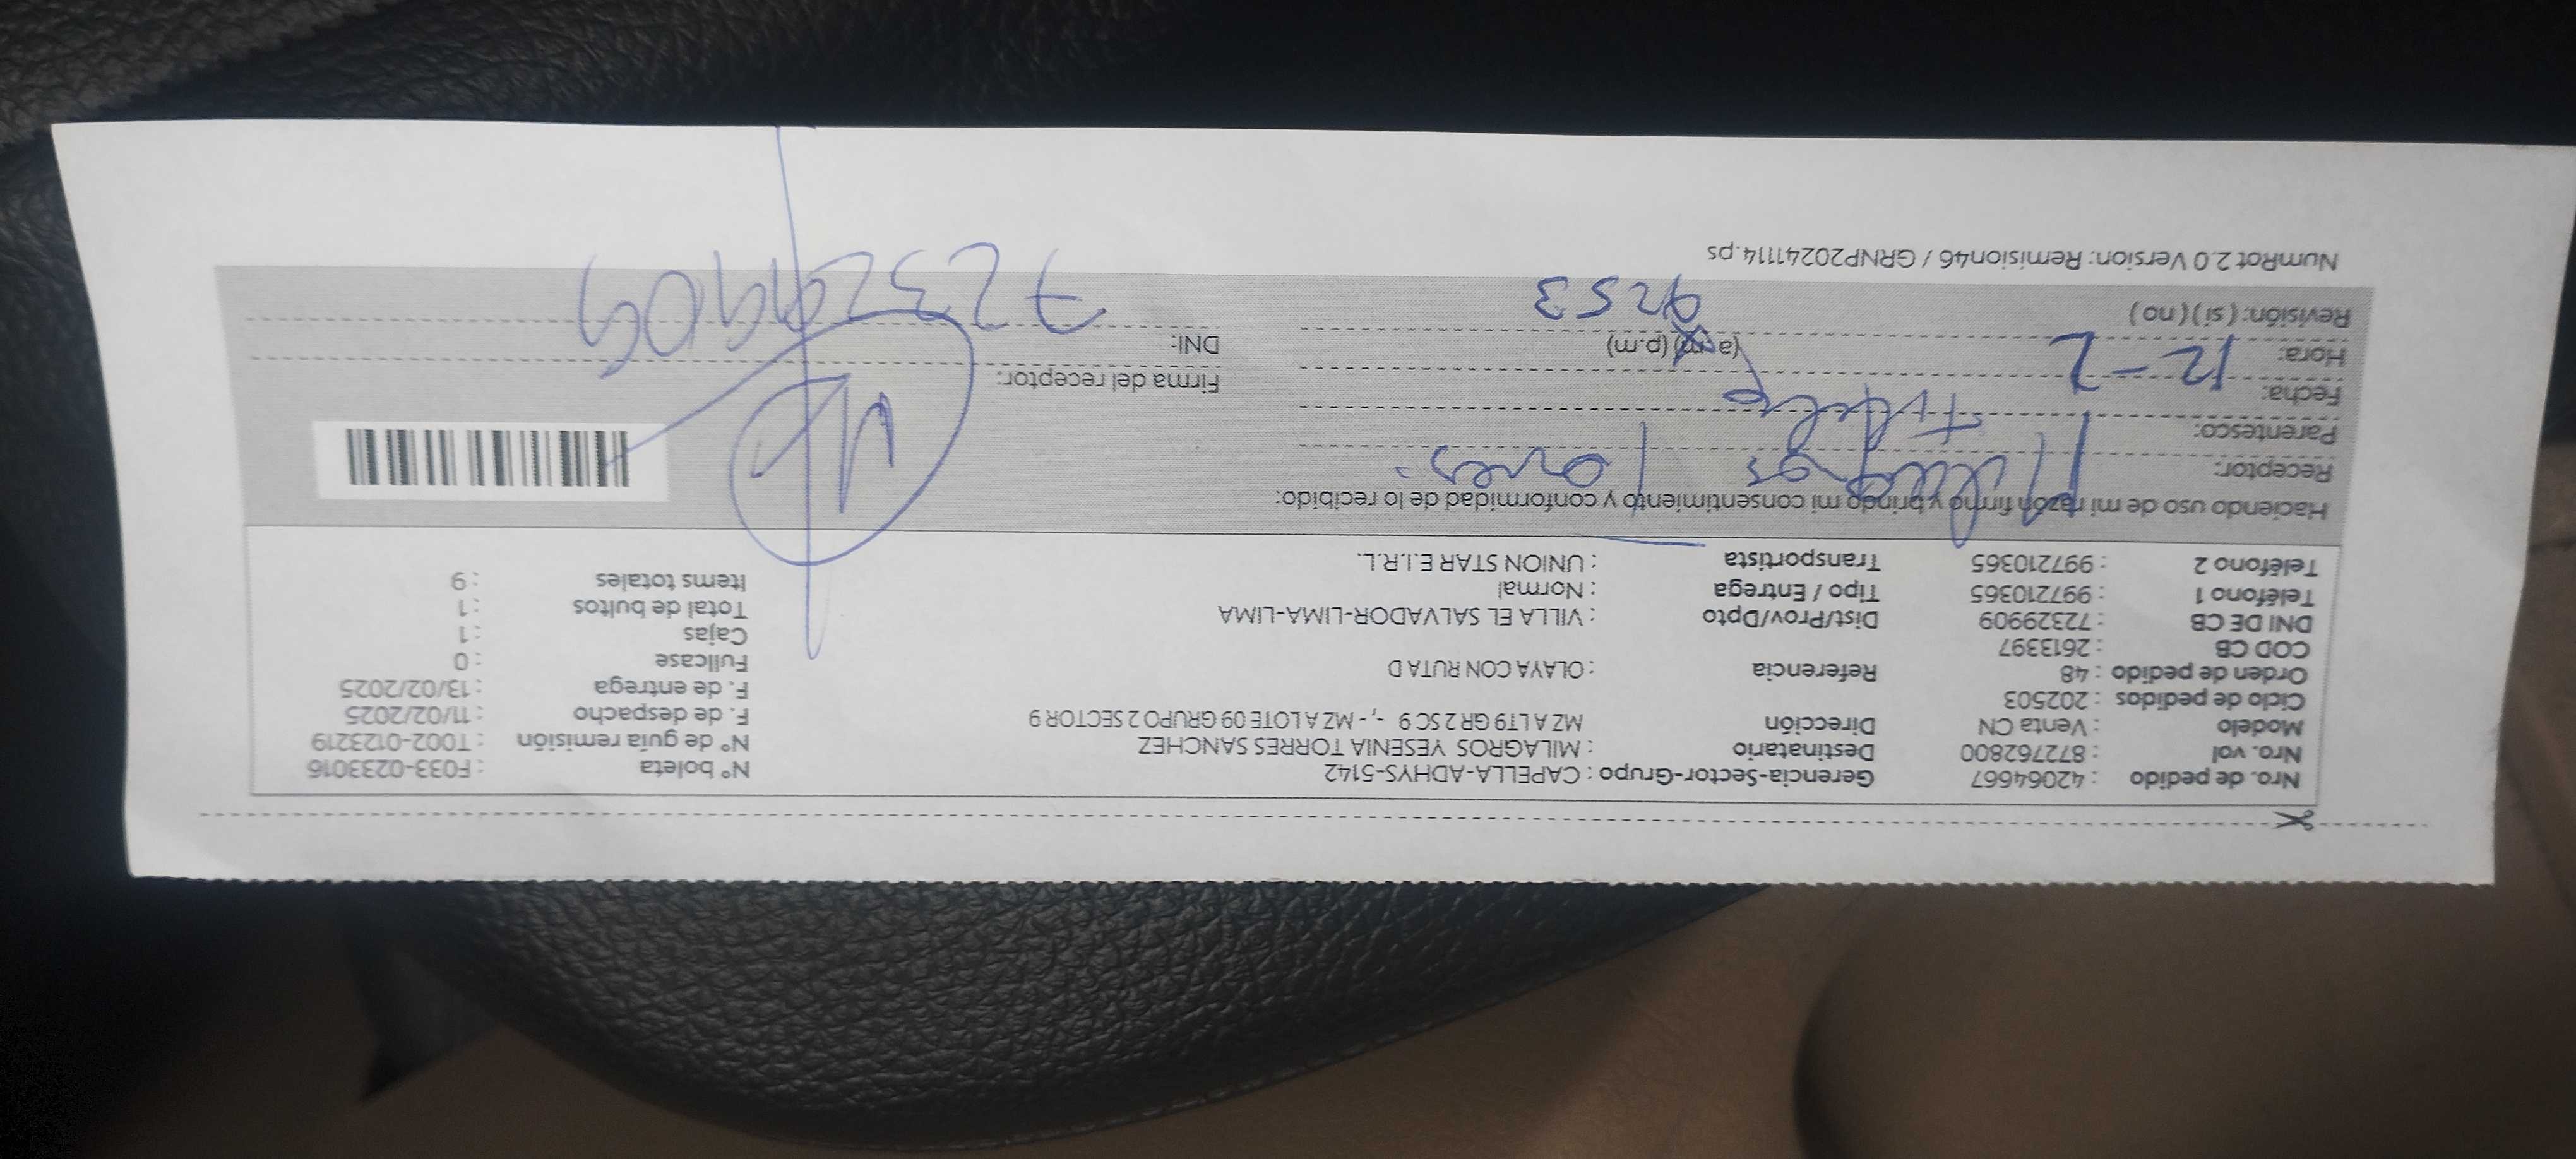 Nro. de pedido : 42064667 Gerencia-Sector-Grupo : CAPELLA-ADHYS-5142 N° boleta : F033-0233016
Nro. vol : 872762800 Destinatario : MILAGROS YESENIA TORRES SANCHEZ N° de guía remisión : T002-0123219
Modelo : Venta CN Dirección MZ A LT9 GR 2 SC 9 -,- MZ A LOTE 09 GRUPO 2 SECTOR 9 F. de despacho : 11/02/2025
Ciclo de pedidos : 202503 F. de entrega : 13/02/2025
Orden de pedido : 48 Referencia : OLAYA CON RUTA D Fullcase : 0
COD CB : 2613397 Cajas : 1
DNI DE CB : 72329909 Dist/Prov/Dpto : VILLA EL SALVADOR-LIMA-LIMA Total de bultos : 1
Teléfono 1 : 997210365 Tipo / Entrega : Normal Items totales : 9
Teléfono 2 : 997210365 Transportista : UNION STAR E.I.R.L.
Haciendo uso de mi razón firmo y brindo mi consentimiento y conformidad de lo recibido:
Receptor: Milagros Torres.
Parentesco: Titular
Fecha: 12-2 Firma del receptor:
Hora: (a.m) (p.m) DNI: 72329909
Revisión: ( si ) ( no ) 9253
NumRot 2.0 Version: Remision46 / GRNP20241114.ps